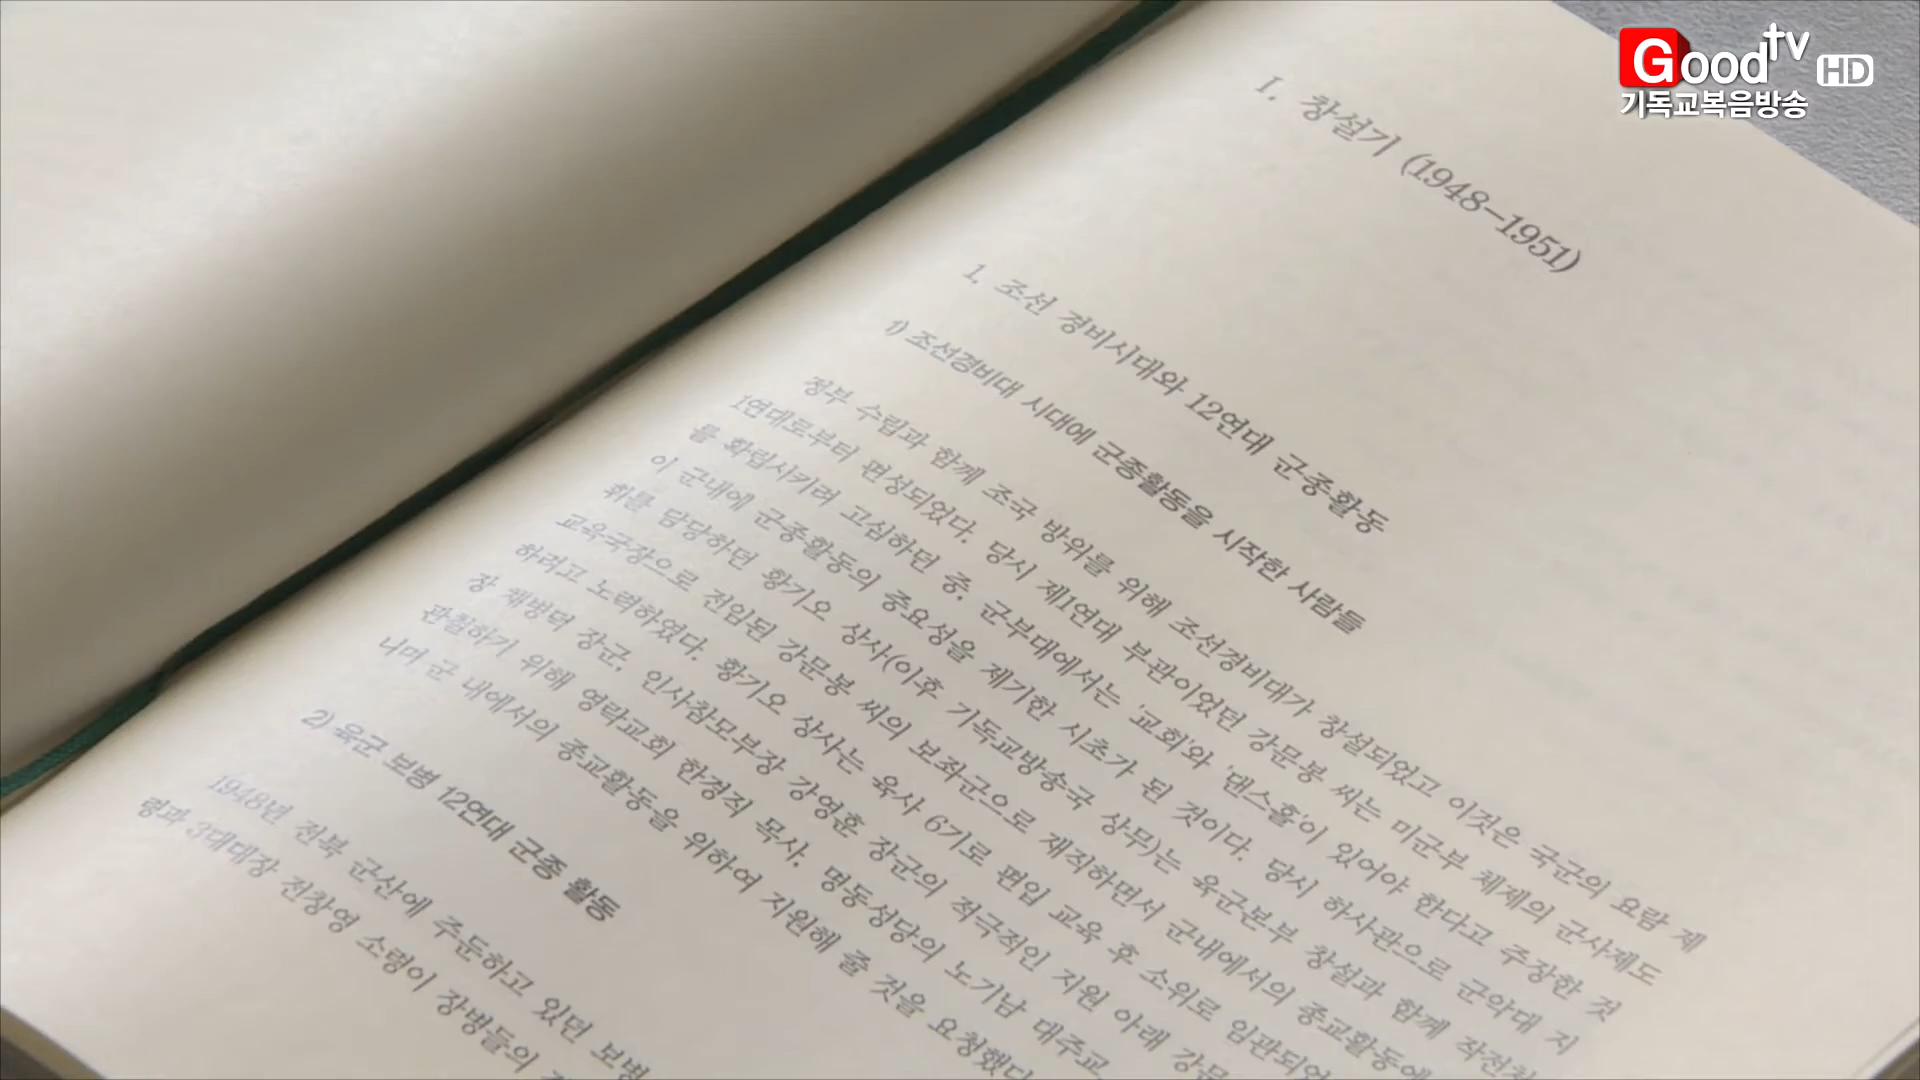 Good tv HD
기독교복음방송
I. 창설기 (1948-1951)
1. 조선 경비시대와 12연대 군종활동
1) 조선경비대 시대에 군종활동을 시작한 사람들
정부 수립과 함께 조국 방위를 위해 조선경비대가 창설되었고 이것은 국군의 요람 제
1연대로부터 편성되었다. 당시 제1연대 부관이었던 강문봉 씨는 미군부 체제의 군사제도
를 확립시키려 고심하던 중, 군부대에서는 '교회'와 '댄스홀'이 있어야 한다고 주장한 것
이 군내에 군종활동의 중요성을 제기한 시초가 된 것이다. 당시 하사관으로 군악대 지
휘를 담당하던 황기오 상사(이후 기독교방송국 상무)는 육군본부 창설과 함께 작전
교육국장으로 전임된 강문봉 씨의 보좌군으로 재직하면서 군내에서의 종교활동에
하려고 노력하였다. 황기오 상사는 육사 6기로 편입 교육 후 소위로 임관되었
장 채병덕 장군, 인사참모부장 강영훈 장군의 적극적인 지원 아래 강문
관철하기 위해 영락교회 한경직 목사, 명동성당의 노기남 대주교,
니며 군 내에서의 종교활동을 위하여 지원해 줄 것을 요청했다
2) 육군 보병 12연대 군종 활동
1948년 전북 군산에 주둔하고 있던 보병
령과 3대대장 전창영 소령이 장병들의